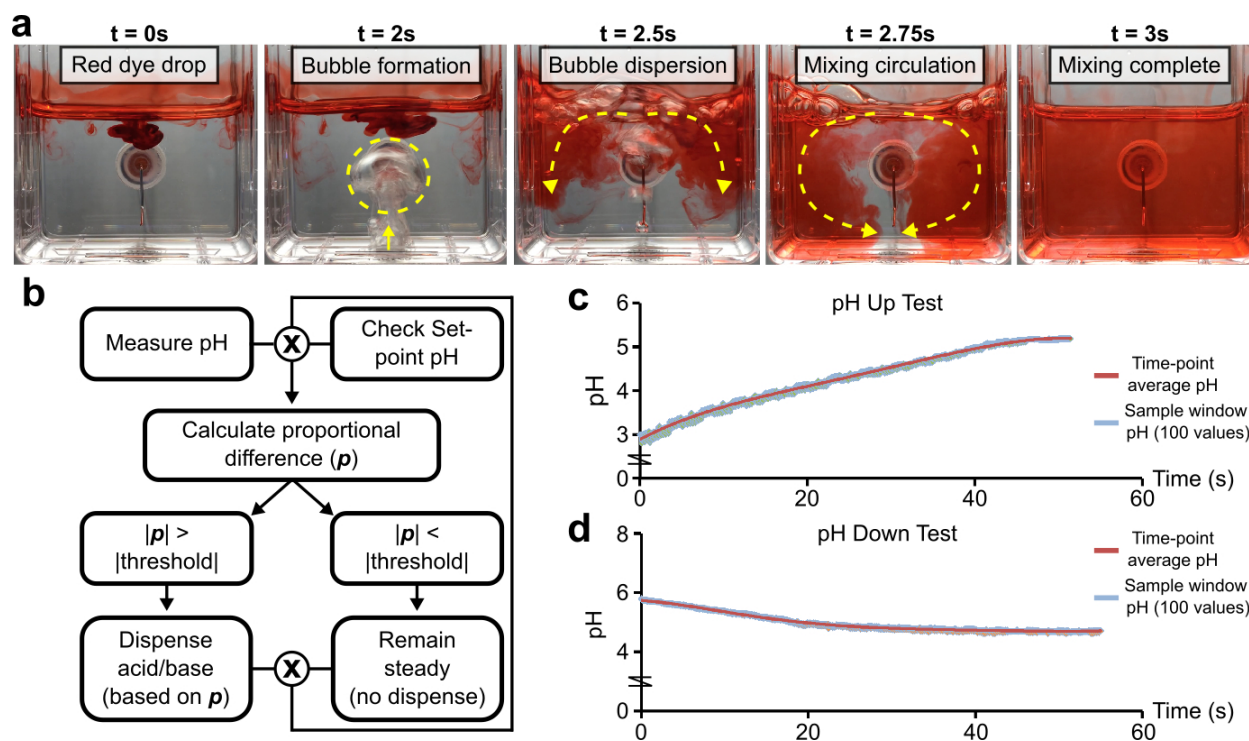 a
t = 0s
t = 2s
t = 2.5s
t = 2.75s
t = 3s
Red dye drop
Bubble formation
Bubble dispersion
Mixing circulation
Mixing complete
b
Measure pH
X
Check Set-
point pH
Calculate proportional
difference (p)
|p| >
|threshold|
|p| <
|threshold|
Dispense
acid/base
(based on p)
X
Remain
steady
(no dispense)
c
pH Up Test
pH
6
5
4
3
0
0
20
40
60
Time (s)
Time-point
average pH
Sample window
pH (100 values)
d
pH Down Test
pH
8
6
4
0
0
20
40
60
Time (s)
Time-point
average pH
Sample window
pH (100 values)